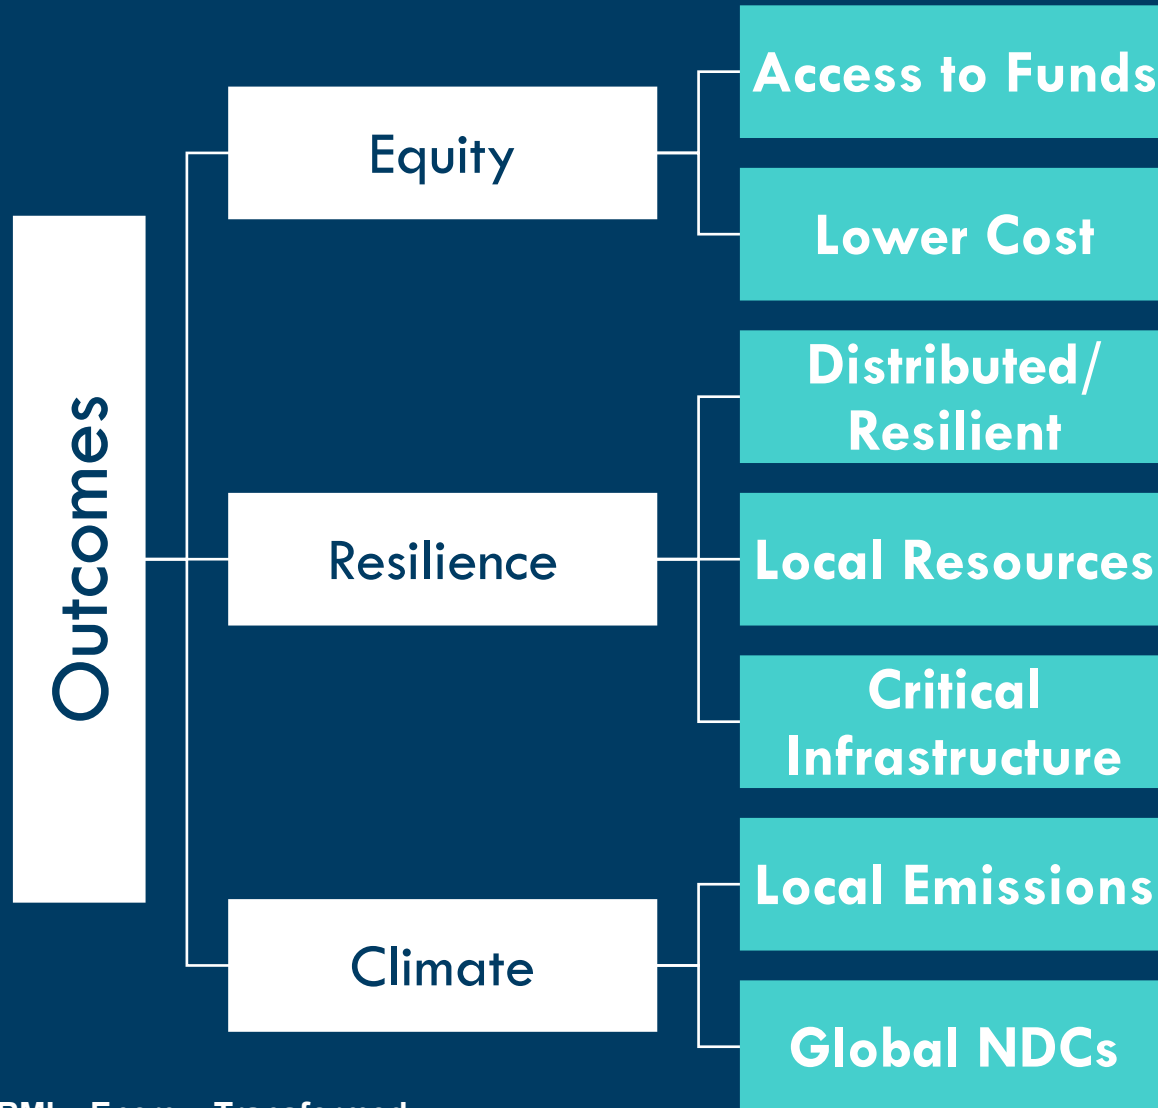 Outcomes
Equity
Access to Funds
Lower Cost
Resilience
Distributed/
Resilient
Local Resources
Critical
Infrastructure
Climate
Local Emissions
Global NDCs